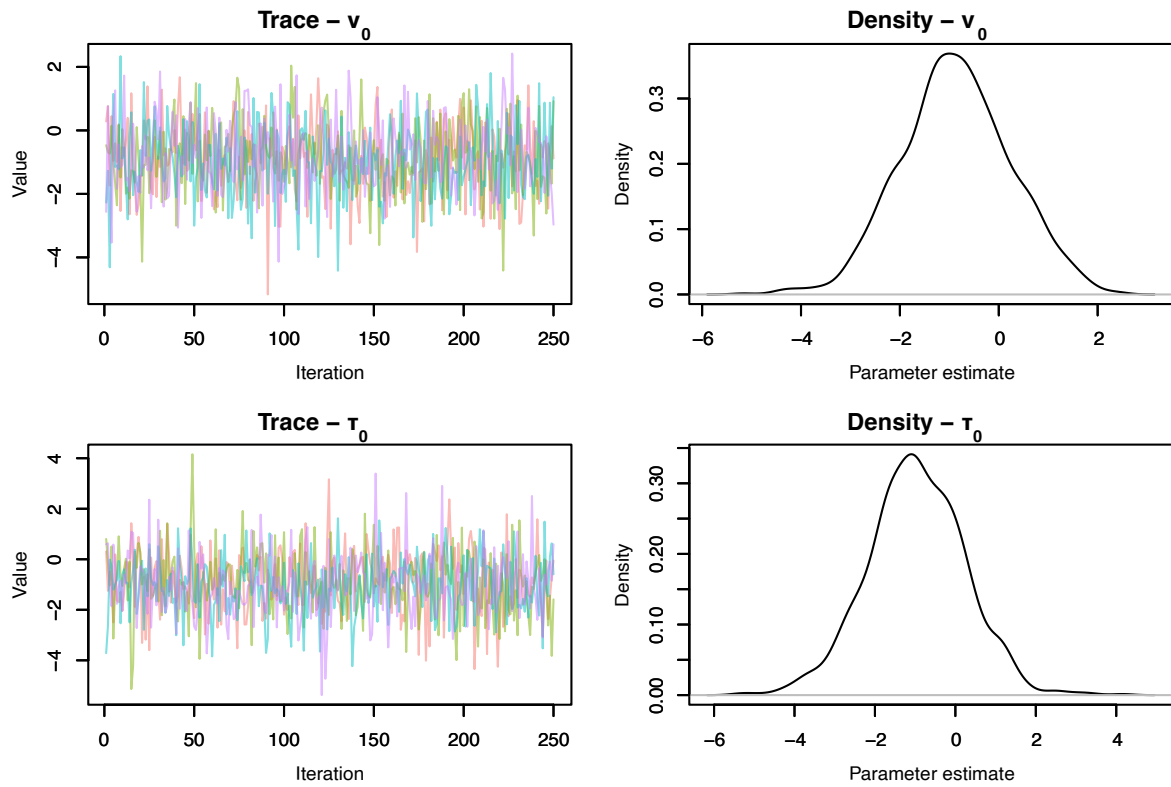 Trace − ν0
Value
2
0
−2
−4
0 50 100 150 200 250
Iteration
Density − ν0
Density
0.3
0.2
0.1
0.0
−6 −4 −2 0 2
Parameter estimate
Trace − τ0
Value
4
2
0
−2
−4
0 50 100 150 200 250
Iteration
Density − τ0
Density
0.30
0.20
0.10
0.00
−6 −4 −2 0 2 4
Parameter estimate